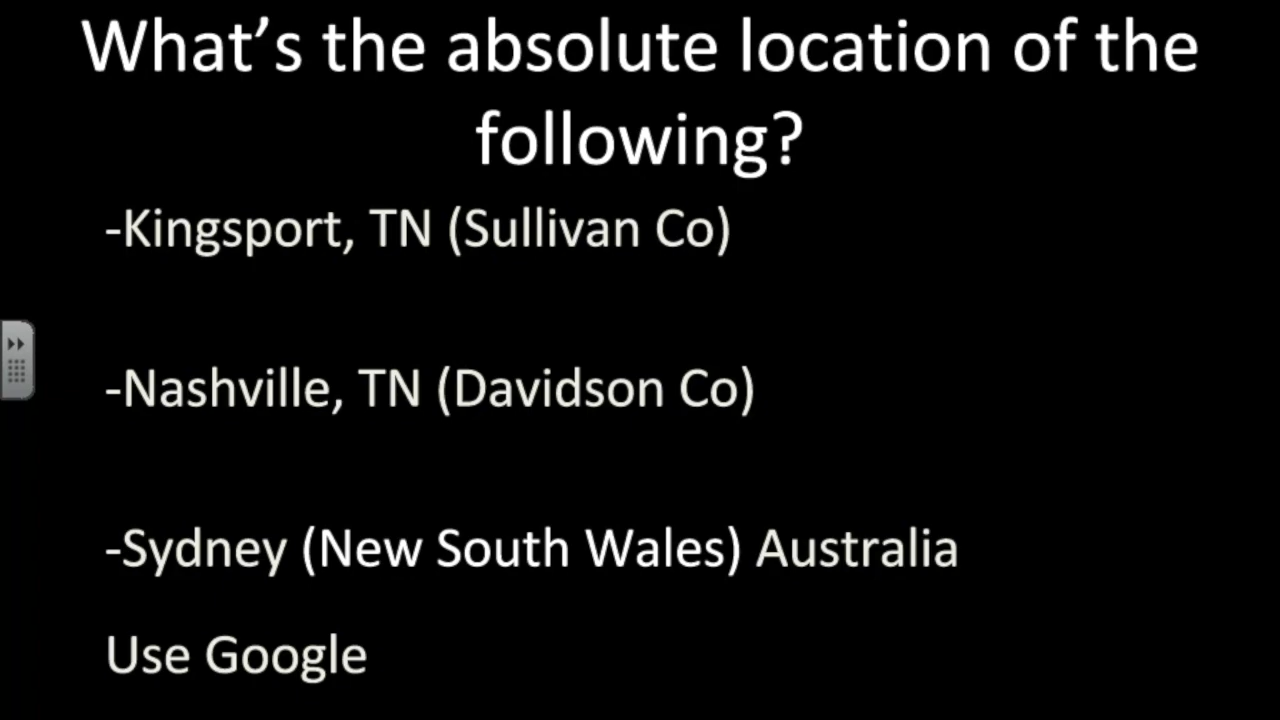 What’s the absolute location of the
following?
-Kingsport, TN (Sullivan Co)
-Nashville, TN (Davidson Co)
-Sydney (New South Wales) Australia
Use Google